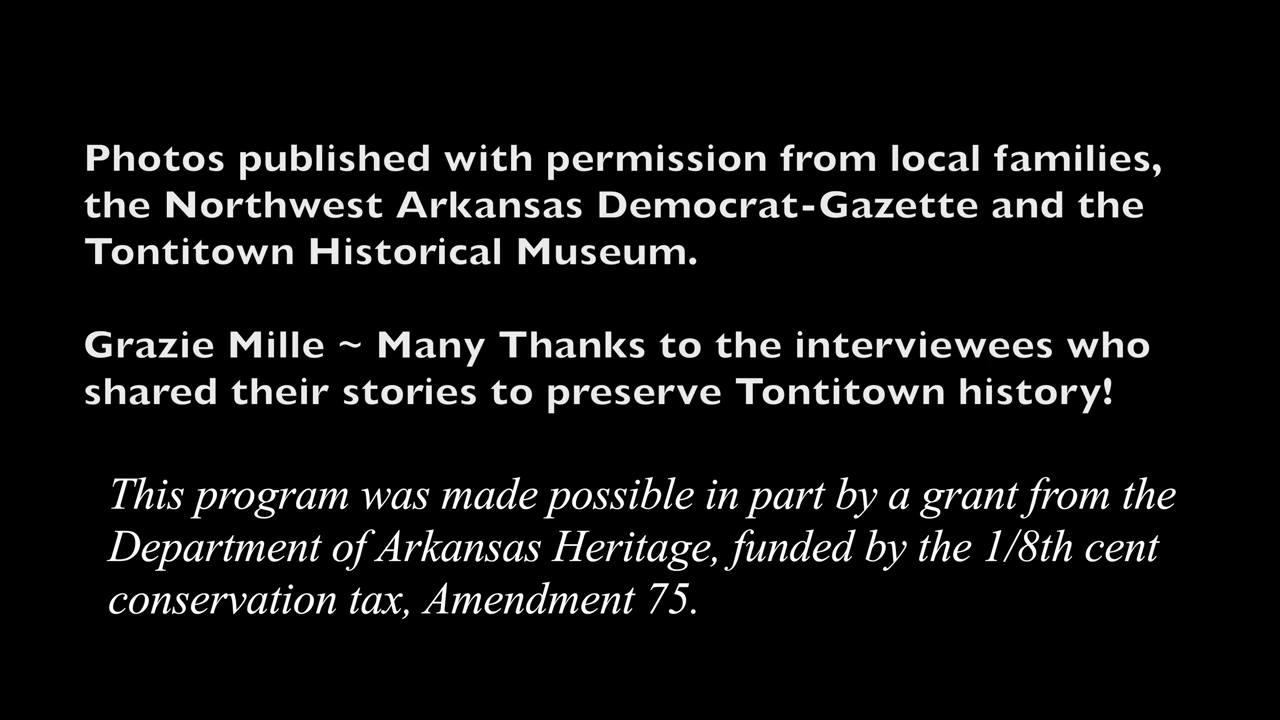 Photos published with permission from local families,
the Northwest Arkansas Democrat-Gazette and the
Tontitown Historical Museum.
Grazie Mille ~ Many Thanks to the interviewees who
shared their stories to preserve Tontitown history!
This program was made possible in part by a grant from the
Department of Arkansas Heritage, funded by the 1/8th cent
conservation tax, Amendment 75.